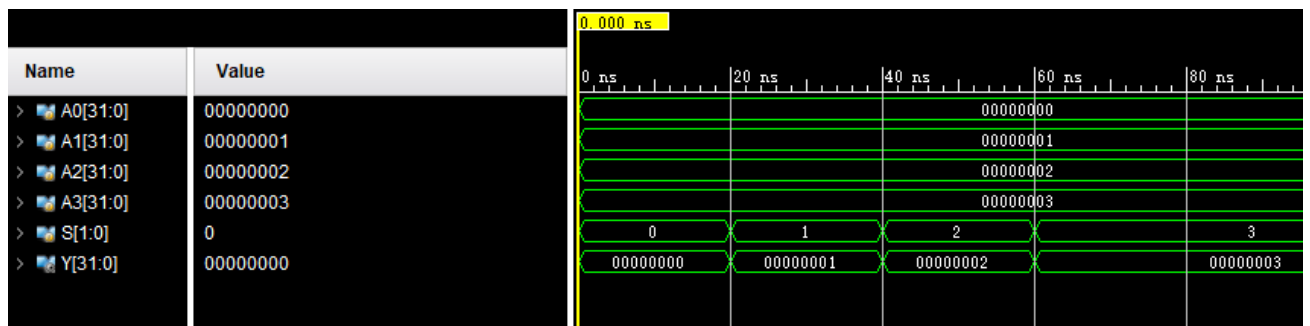 0.000 ns
Name Value
0 ns 20 ns 40 ns 60 ns 80 ns
A0[31:0] 00000000 00000000
A1[31:0] 00000001 00000001
A2[31:0] 00000002 00000002
A3[31:0] 00000003 00000003
S[1:0] 0 0 1 2 3
Y[31:0] 00000000 00000000 00000001 00000002 00000003